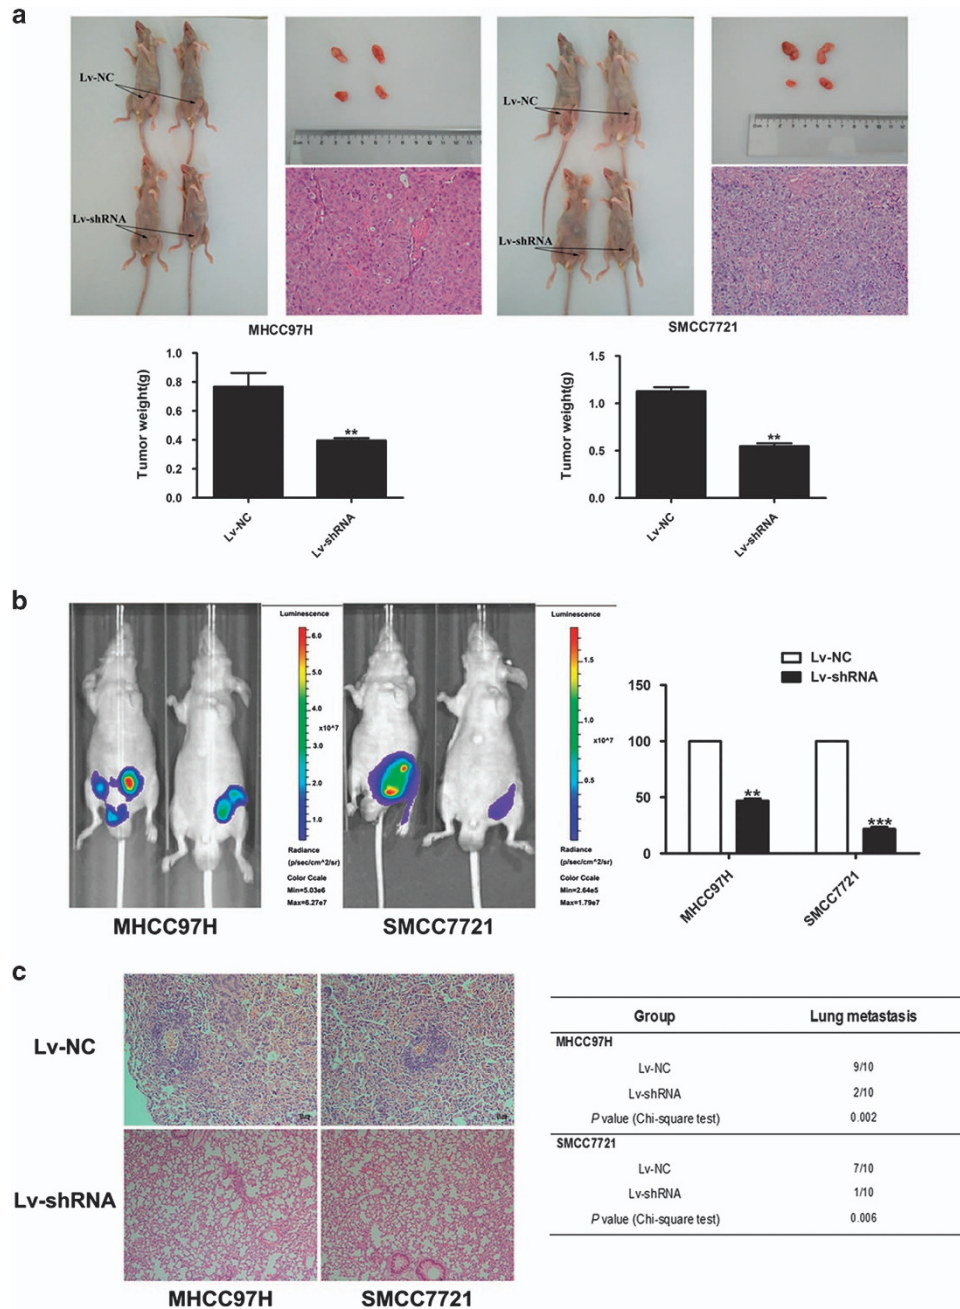 a
Lv-NC
Lv-shRNA
Lv-NC
Lv-shRNA
MHCC97H
SMCC7721
Tumor weight(g)
1.0
0.8
0.6
0.4
0.2
0.0
**
Lv-NC
Lv-shRNA
Tumor weight(g)
1.5
1.0
0.5
0.0
**
Lv-NC
Lv-shRNA
b
Luminescence
6.0
5.0
4.0
x10^7
3.0
2.0
1.0
Radiance
(p/sec/cm^2/sr)
Color Ccale
Min=5.03e6
Max=6.27e7
Luminescence
1.5
1.0
x10^7
0.5
Radiance
(p/sec/cm^2/sr)
Color Ccale
Min=2.64e5
Max=1.79e7
MHCC97H
SMCC7721
Lv-NC
Lv-shRNA
150
100
50
0
**
***
MHCC97H
SMCC7721
c
Lv-NC
Lv-shRNA
MHCC97H
SMCC7721
Group Lung metastasis
MHCC97H
Lv-NC 9/10
Lv-shRNA 2/10
P value (Chi-square test) 0.002
SMCC7721
Lv-NC 7/10
Lv-shRNA 1/10
P value (Chi-square test) 0.006